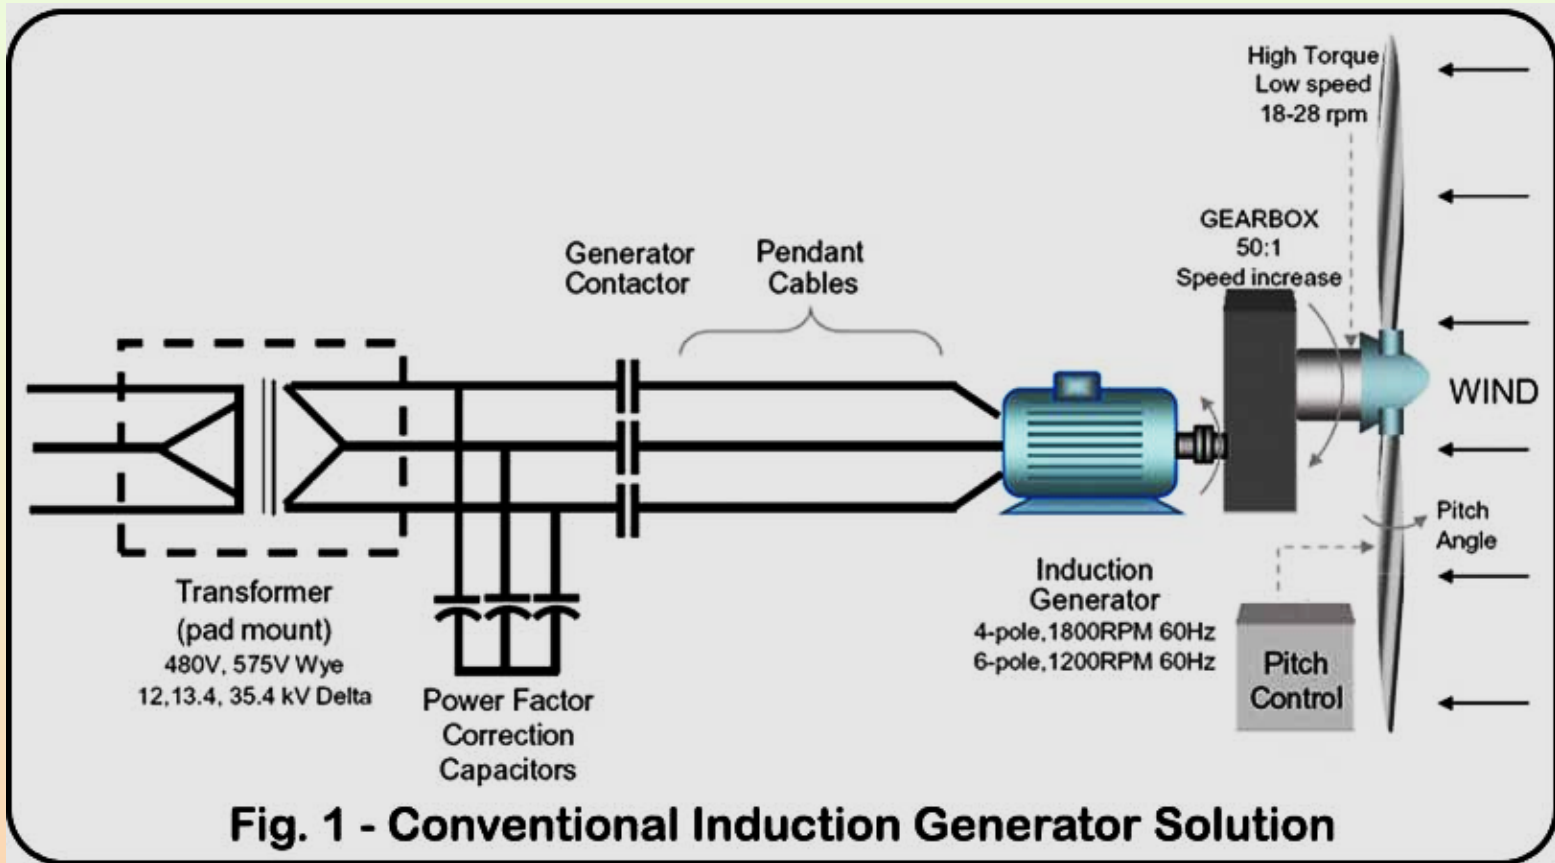 High Torque
Low speed
18-28 rpm
GEARBOX
50:1
Speed increase
Generator
Contactor
Pendant
Cables
WIND
Pitch
Angle
Transformer
(pad mount)
480V, 575V Wye
12,13.4, 35.4 kV Delta
Induction
Generator
4-pole,1800RPM 60Hz
6-pole,1200RPM 60Hz
Pitch
Control
Power Factor
Correction
Capacitors
Fig. 1 - Conventional Induction Generator Solution